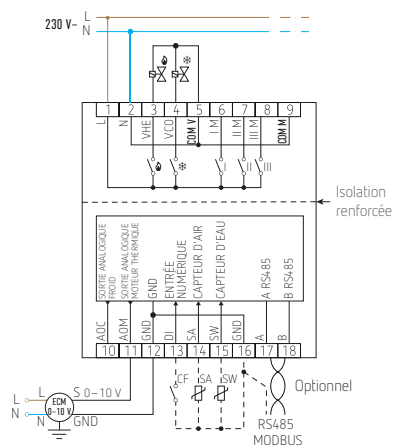 L
230 V~ N
1 2 3 4 5 6 7 8 9
L N VHE VCO COM V I M II M III M COM M
I II III
Isolation
renforcée
SORTIE ANALOGIQUE
FROID
SORTIE ANALOGIQUE
MOTEUR THERMIQUE
GND
ENTRÉE
NUMÉRIQUE
CAPTEUR D'AIR
CAPTEUR D'EAU
A RS485
B RS485
AOC AOM GND DI SA SW GND A B
10 11 12 13 14 15 16 17 18
CF SA SW
L L
N N
ECM
0-10 V
S 0-10 V
GND
Optionnel
RS485
MODBUS